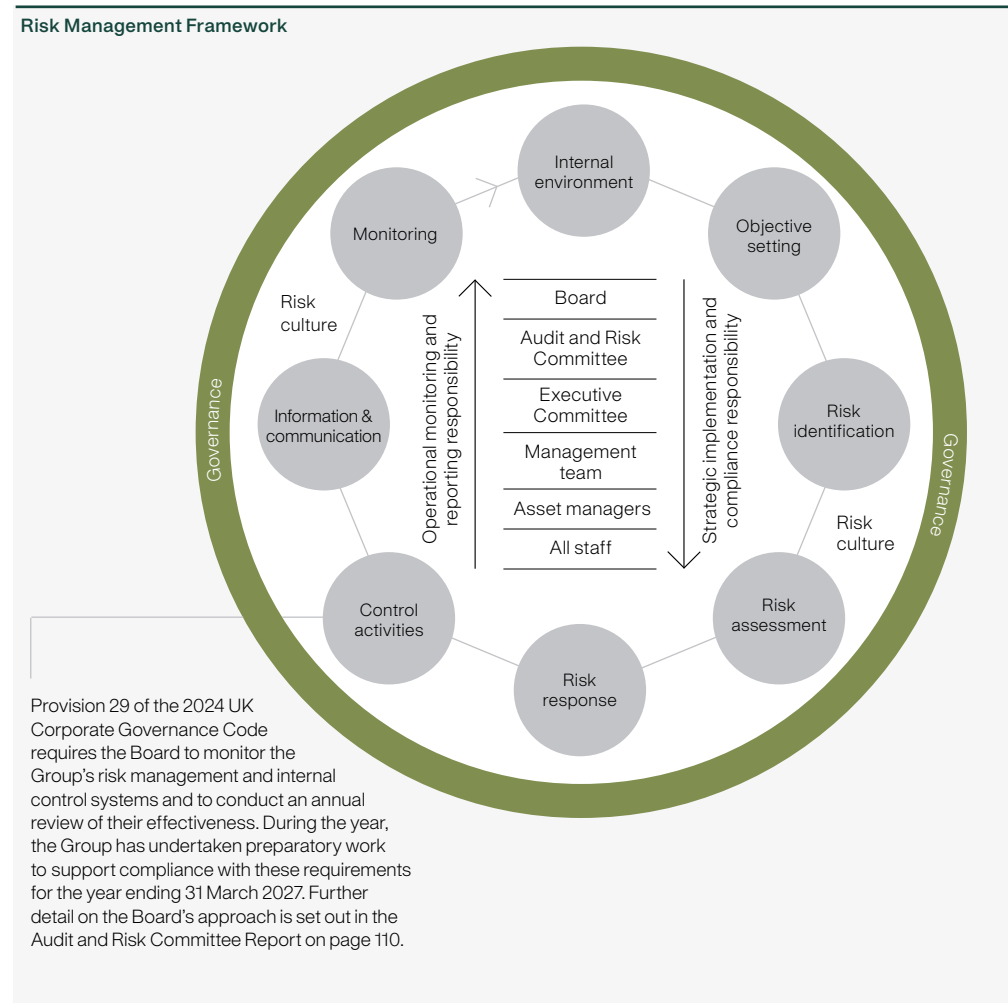 Risk Management Framework
Internal
environment
Objective
setting
Risk
identification
Risk
assessment
Risk
response
Control
activities
Information &
communication
Monitoring
Risk
culture
Risk
culture
Governance
Governance
Operational monitoring and
reporting responsibility
Board
Audit and Risk
Committee
Executive
Committee
Management
team
Asset managers
All staff
Strategic implementation and
compliance responsibility
Provision 29 of the 2024 UK
Corporate Governance Code
requires the Board to monitor the
Group's risk management and internal
control systems and to conduct an annual
review of their effectiveness. During the year,
the Group has undertaken preparatory work
to support compliance with these requirements
for the year ending 31 March 2027. Further
detail on the Board's approach is set out in the
Audit and Risk Committee Report on page 110.